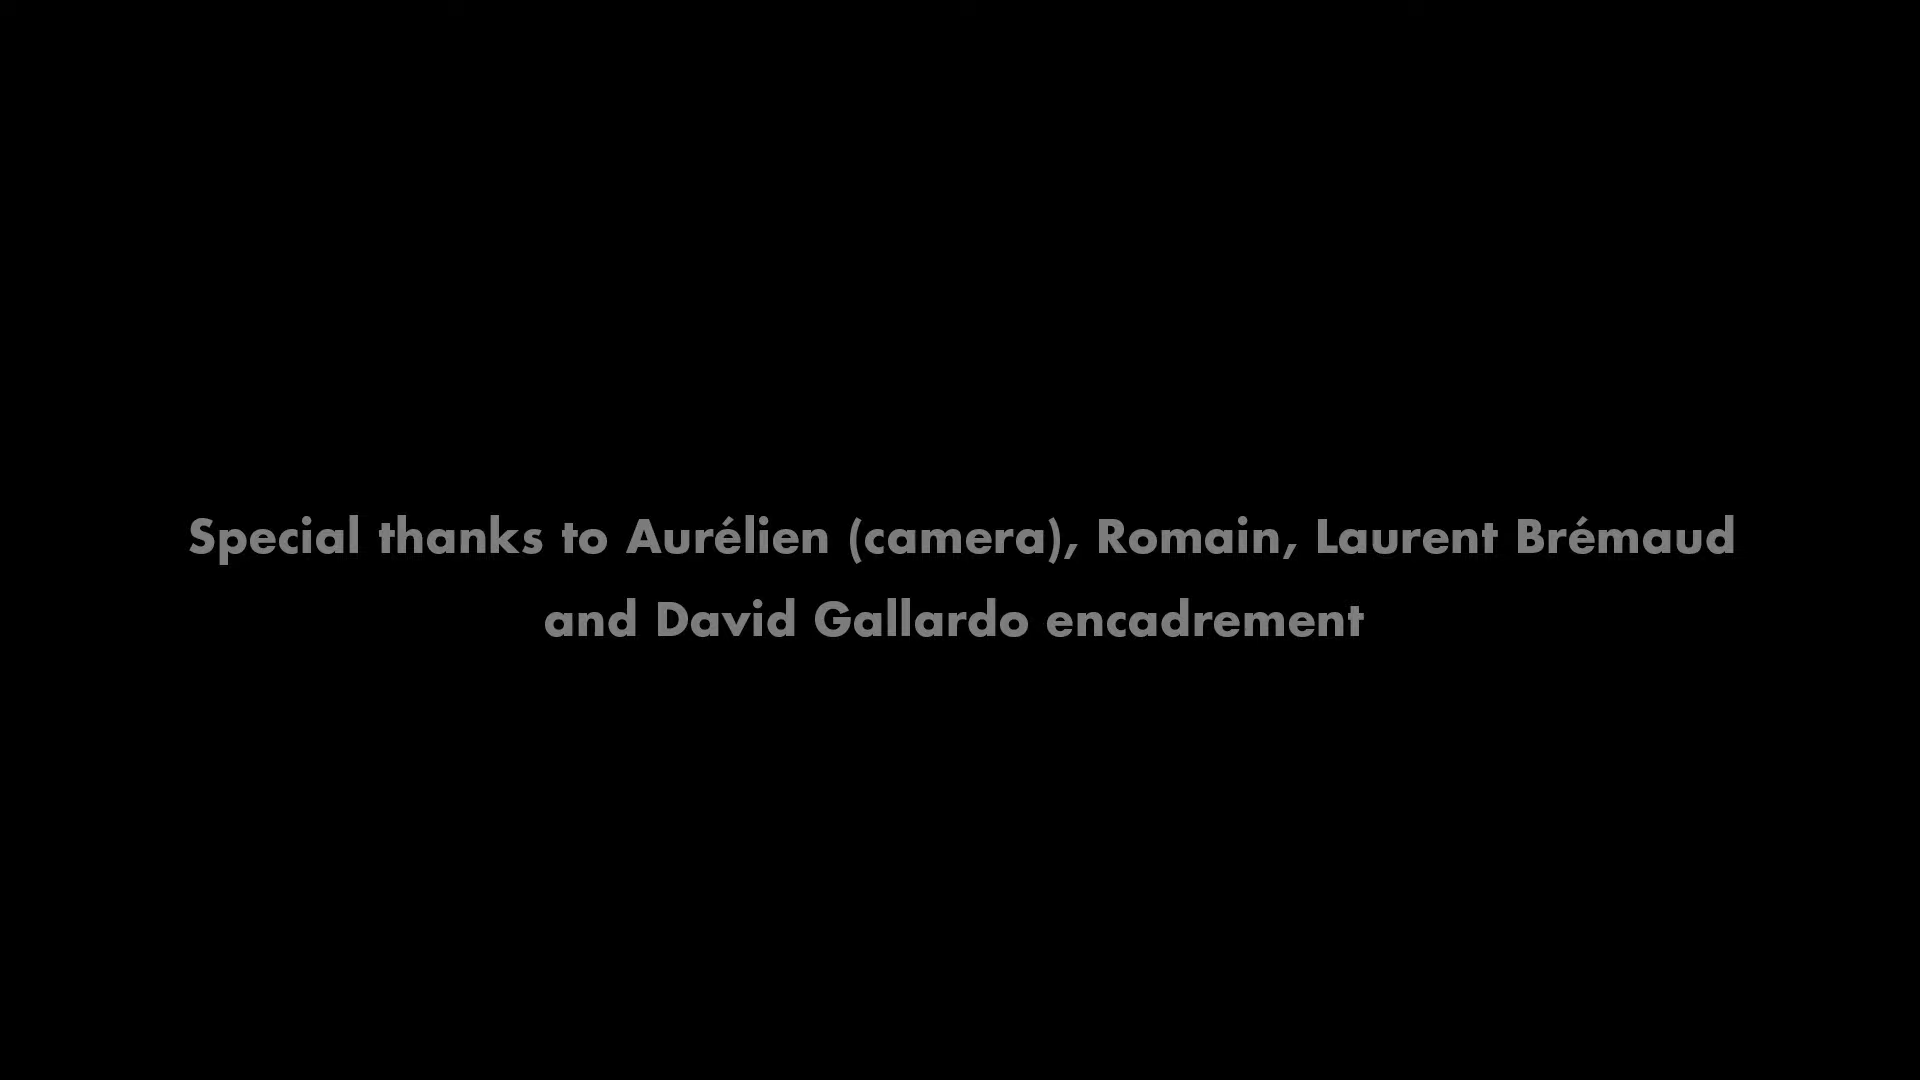 Special thanks to Aurélien (camera), Romain, Laurent Brémaud
and David Gallardo encadrement